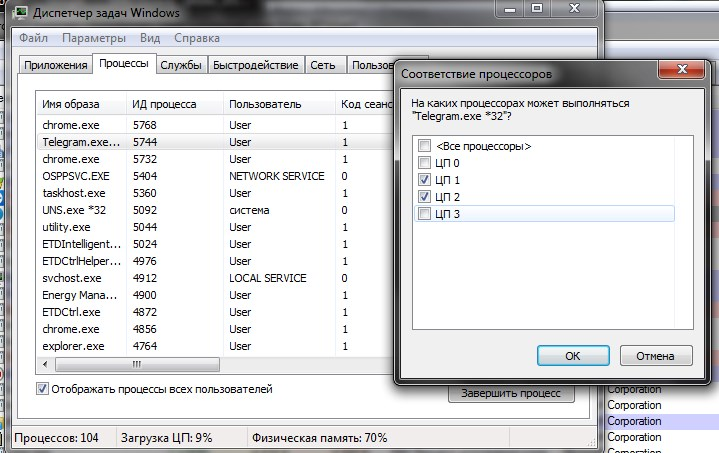 Диспетчер задач Windows
Файл Параметры Вид Справка
Приложения Процессы Службы Быстродействие Сеть
Имя образа ИД процесса Пользователь Код сеанс
chrome.exe 5768 User 1
Telegram.exe... 5744 User 1
chrome.exe 5732 User 1
OSPPSVC.EXE 5404 NETWORK SERVICE 0
taskhost.exe 5360 User 1
UNS.exe *32 5092 система 0
utility.exe 5044 User 1
ETDIntelligent... 5024 User 1
ETDCtrlHelper... 4976 User 1
svchost.exe 4912 LOCAL SERVICE 0
Energy Mana... 4900 User 1
ETDCtrl.exe 4872 User 1
chrome.exe 4856 User 1
explorer.exe 4764 User 1
Отображать процессы всех пользователей
Завершить процесс
Процессов: 104 Загрузка ЦП: 9% Физическая память: 70%
Соответствие процессоров
На каких процессорах может выполняться
"Telegram.exe *32"?
<Все процессоры>
ЦП 0
ЦП 1
ЦП 2
ЦП 3
ОК Отмена
Corporation
Corporation
Corporation
Corporation